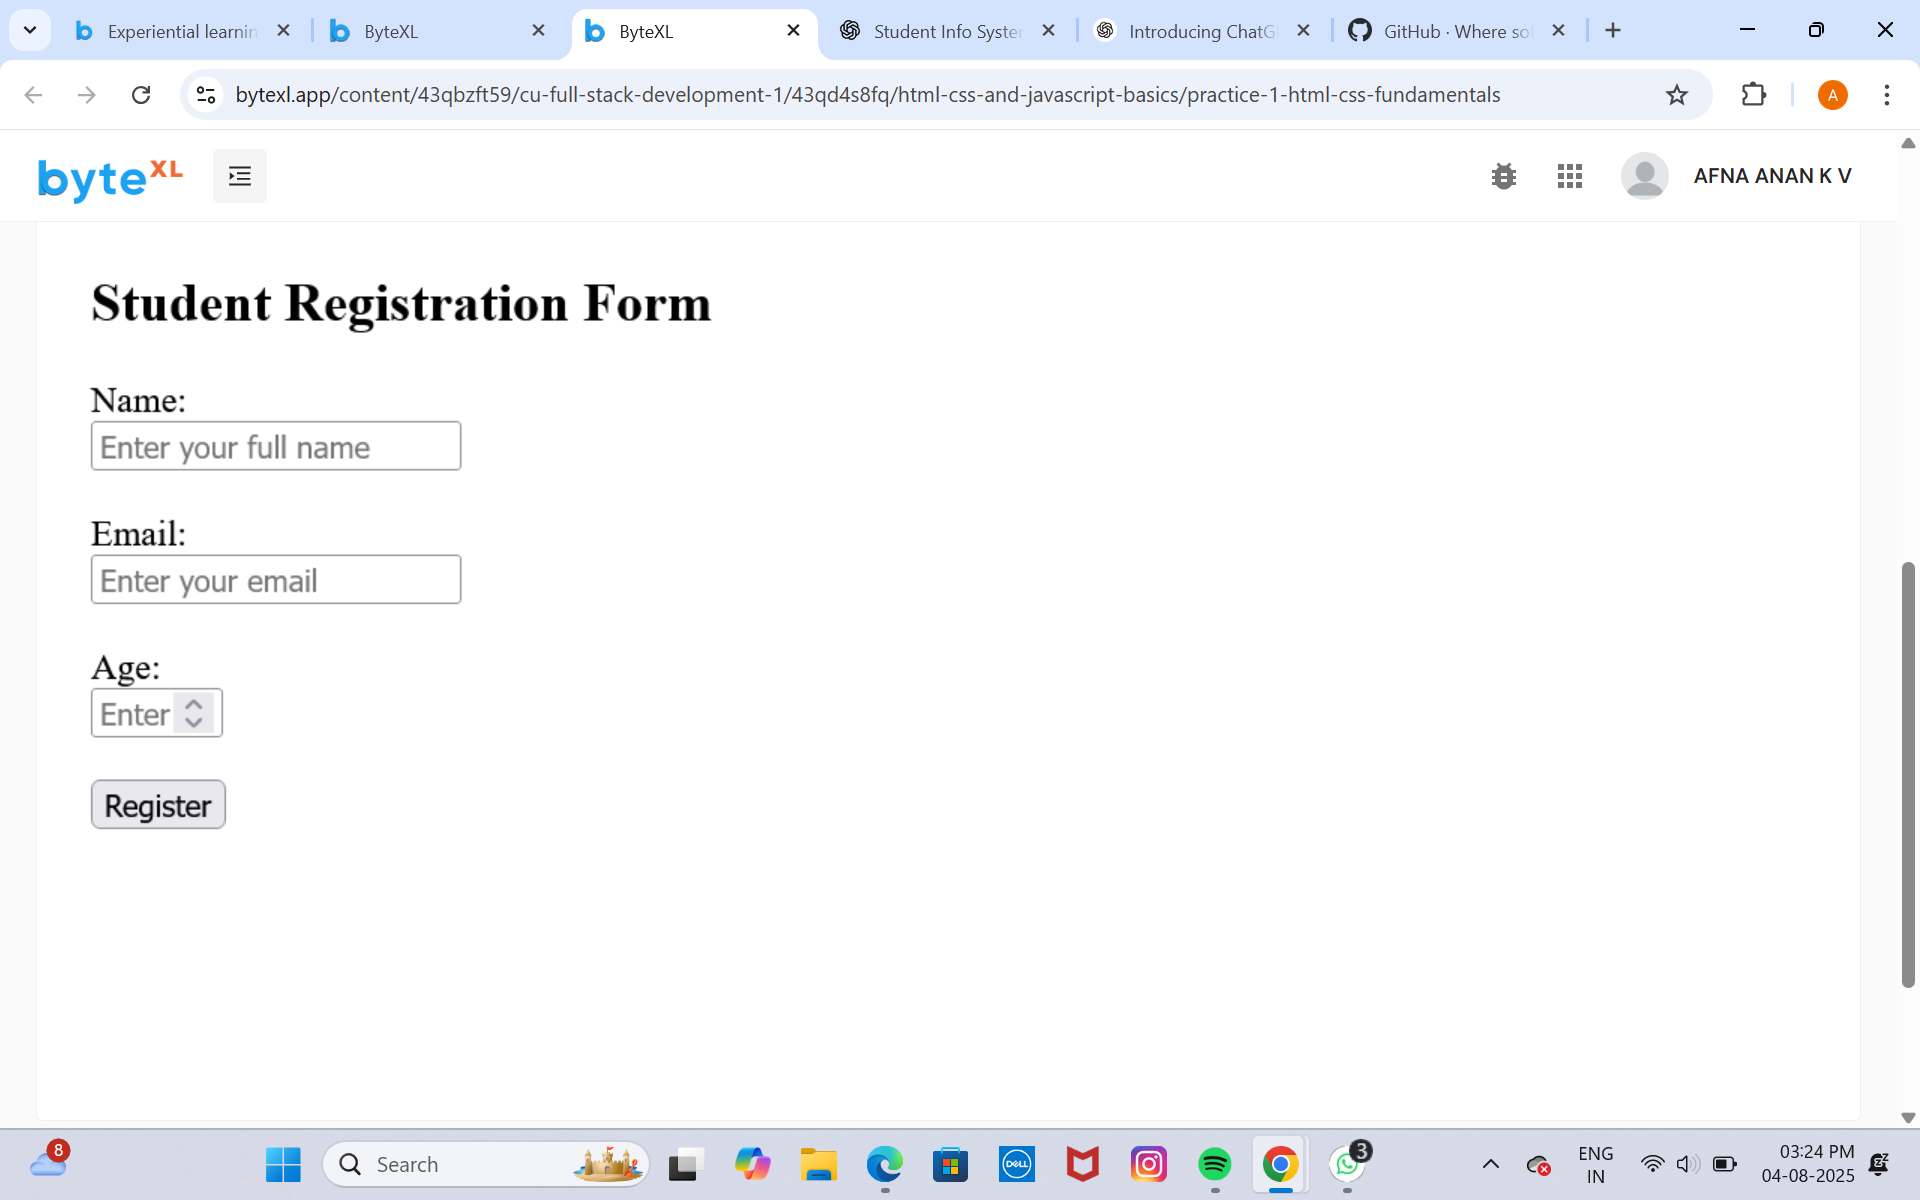 Experiential learnin
ByteXL
ByteXL
Student Info Syster
Introducing ChatG
GitHub · Where so
bytexl.app/content/43qbzft59/cu-full-stack-development-1/43qd4s8fq/html-css-and-javascript-basics/practice-1-html-css-fundamentals
A
byteXL
AFNA ANAN K V
Student Registration Form
Name:
Enter your full name
Email:
Enter your email
Age:
Enter
Register
8
Search
DELL
3
ENG
IN
03:24 PM
04-08-2025